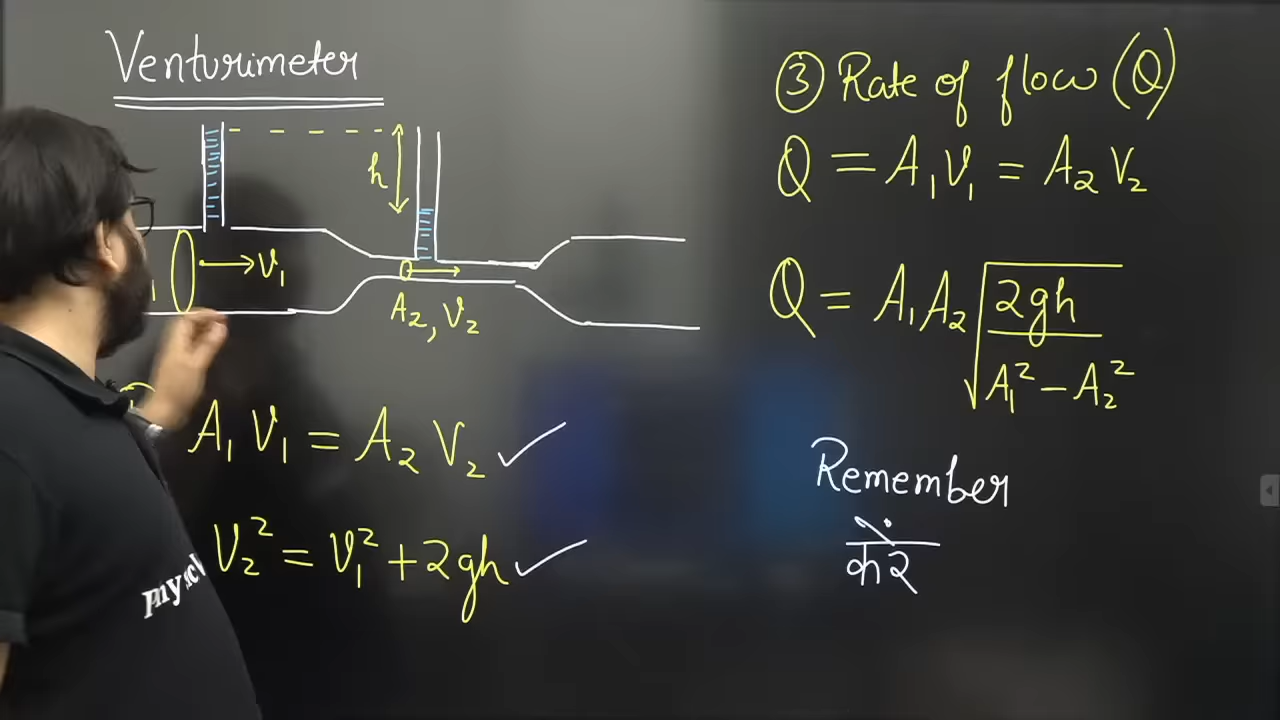 Venturimeter
h
1
v₁
A₂, v₂
A₁ V₁ = A₂ V₂ ✓
V₂² = v₁² + 2gh ✓
③ Rate of flow (Q)
Q = A₁v₁ = A₂ V₂
Q = A₁A₂ √(2gh / (A₁² − A₂²))
Remember